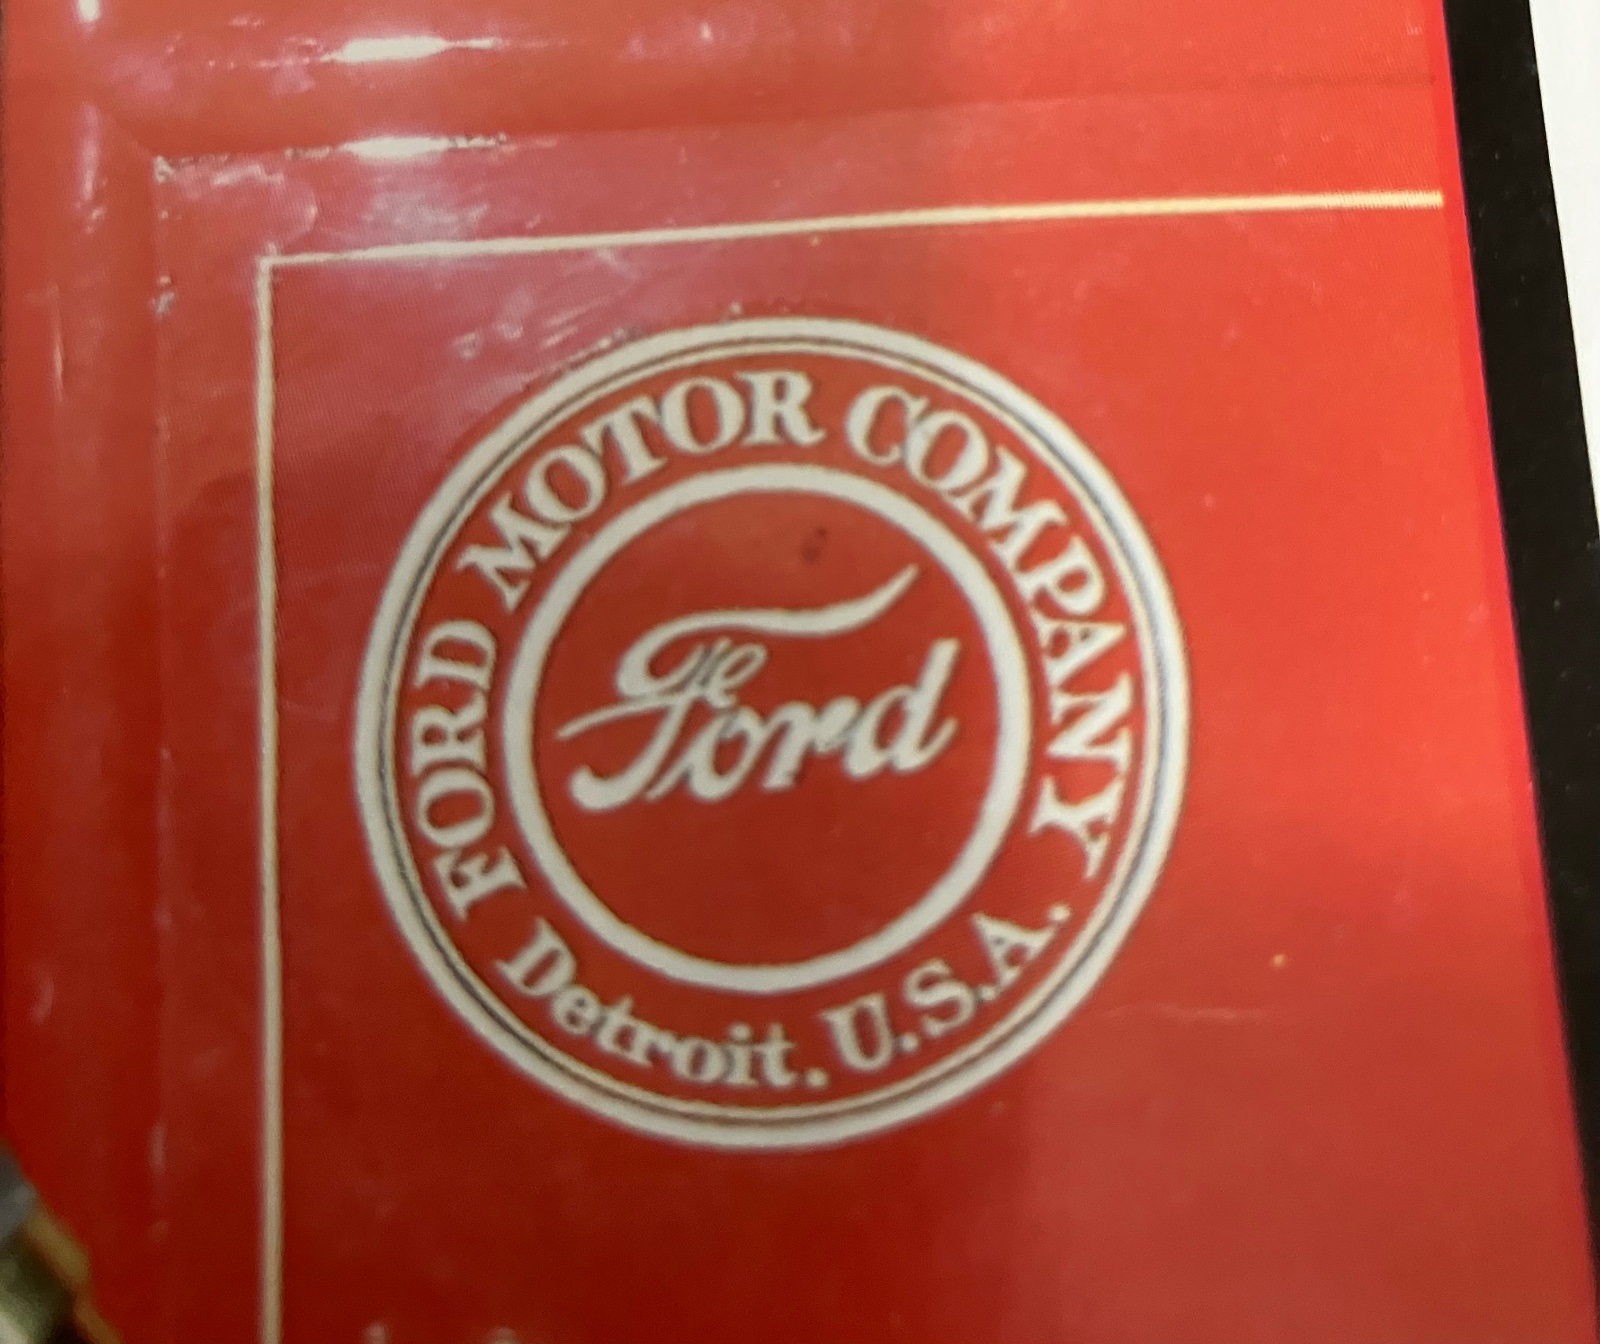 FORD MOTOR COMPANY
Detroit. U.S.A.
The
Ford